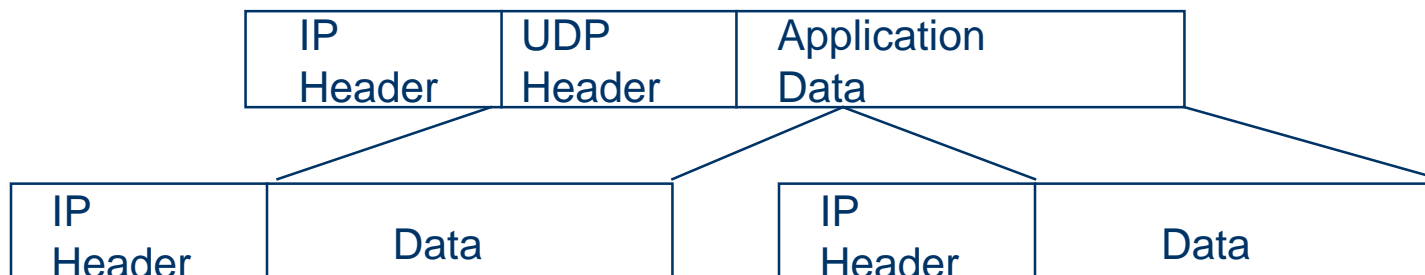 IP UDP Application
Header Header Data
IP IP
Data Data
Header Header